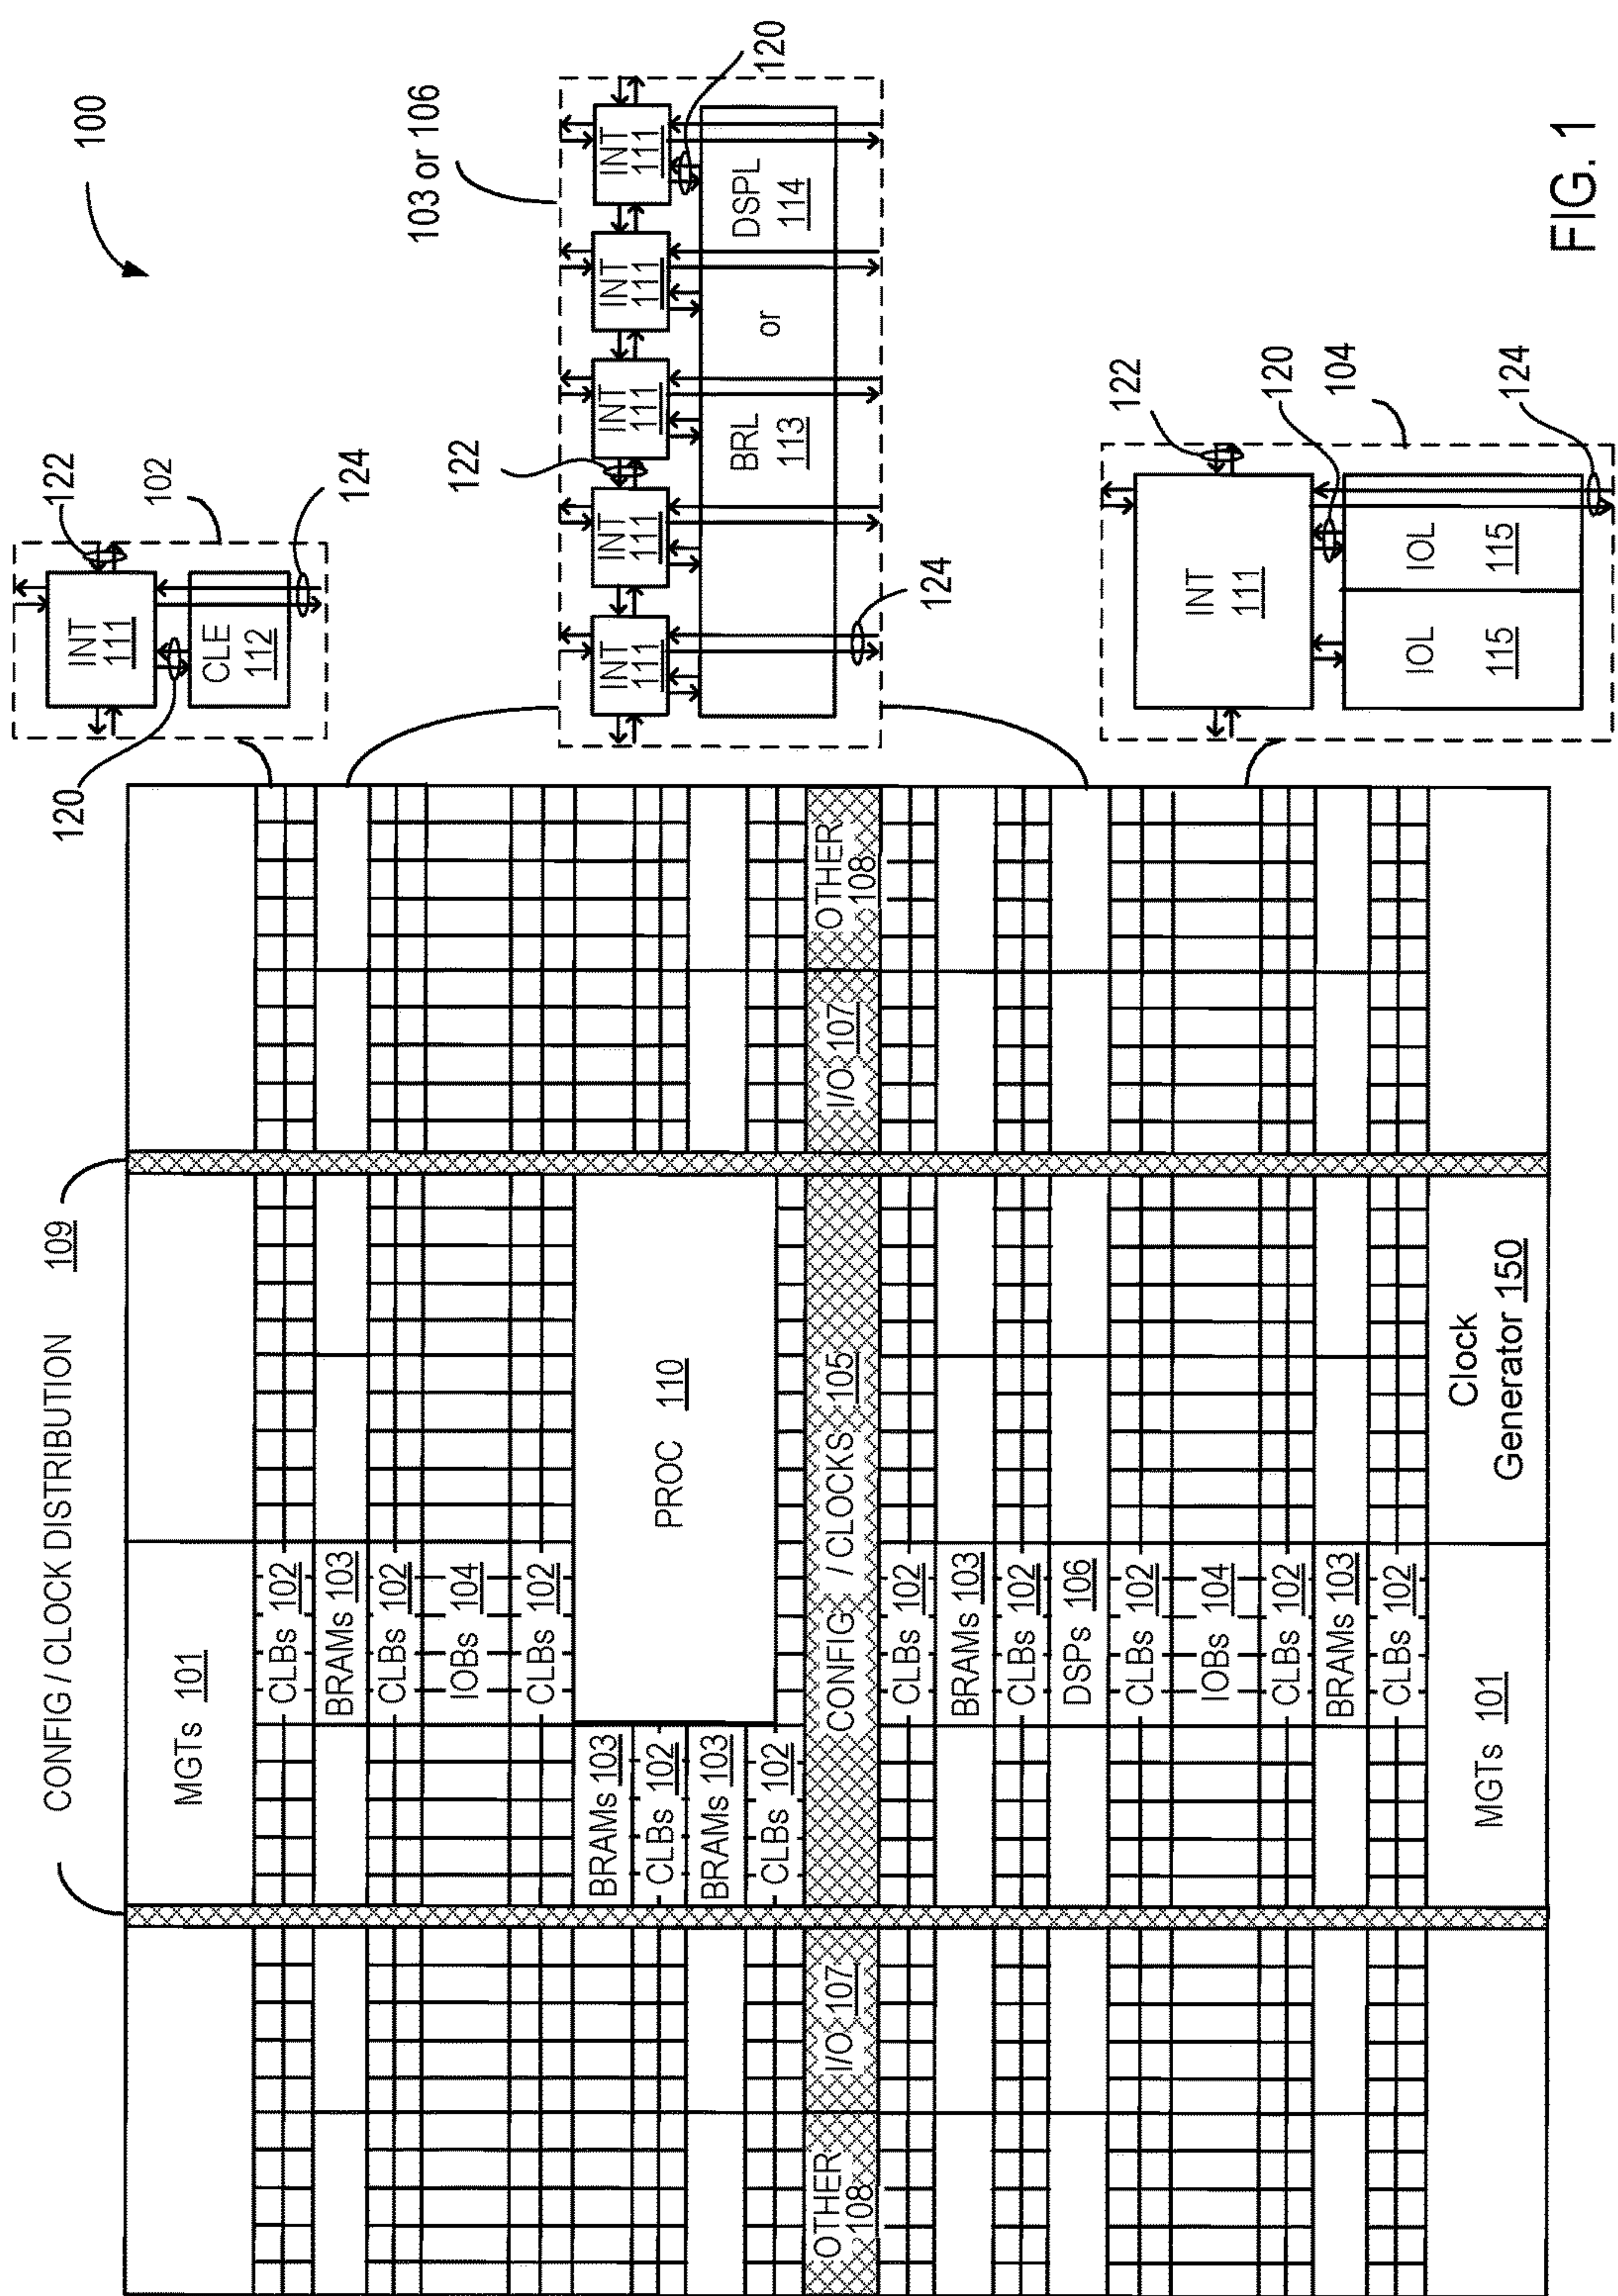 100
FIG. 1
CONFIG / CLOCK DISTRIBUTION 109
MGTs 101
CLBs 102
BRAMs 103
CLBs 102
IOBs 104
CLBs 102
BRAMs 103
CLBs 102
BRAMs 103
CLBs 102
PROC 110
OTHER
108
I/O 107
CONFIG / CLOCKS 105
I/O 107
OTHER
108
CLBs 102
BRAMs 103
CLBs 102
DSPs 106
CLBs 102
IOBs 104
CLBs 102
BRAMs 103
CLBs 102
MGTs 101
Clock
Generator 150
120
INT
111
CLE
112
122
102
124
103 or 106
INT
111
INT
111
INT
111
INT
111
INT
111
122
120
BRL
113
or
DSPL
114
124
INT
111
IOL
115
IOL
115
122
120
104
124